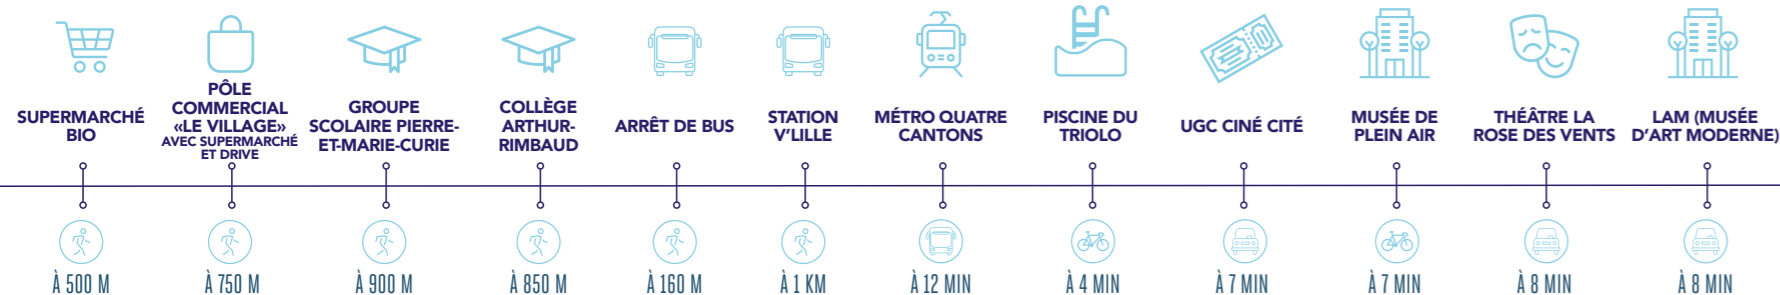 SUPERMARCHÉ
BIO
À 500 M
PÔLE
COMMERCIAL
«LE VILLAGE»
AVEC SUPERMARCHÉ
ET DRIVE
À 750 M
GROUPE
SCOLAIRE PIERRE-
ET-MARIE-CURIE
À 900 M
COLLÈGE
ARTHUR-
RIMBAUD
À 850 M
ARRÊT DE BUS
À 160 M
STATION
V'LILLE
À 1 KM
MÉTRO QUATRE
CANTONS
À 12 MIN
PISCINE DU
TRIOLO
À 4 MIN
UGC CINÉ CITÉ
À 7 MIN
MUSÉE DE
PLEIN AIR
À 7 MIN
THÉÂTRE LA
ROSE DES VENTS
À 8 MIN
LAM (MUSÉE
D'ART MODERNE)
À 8 MIN